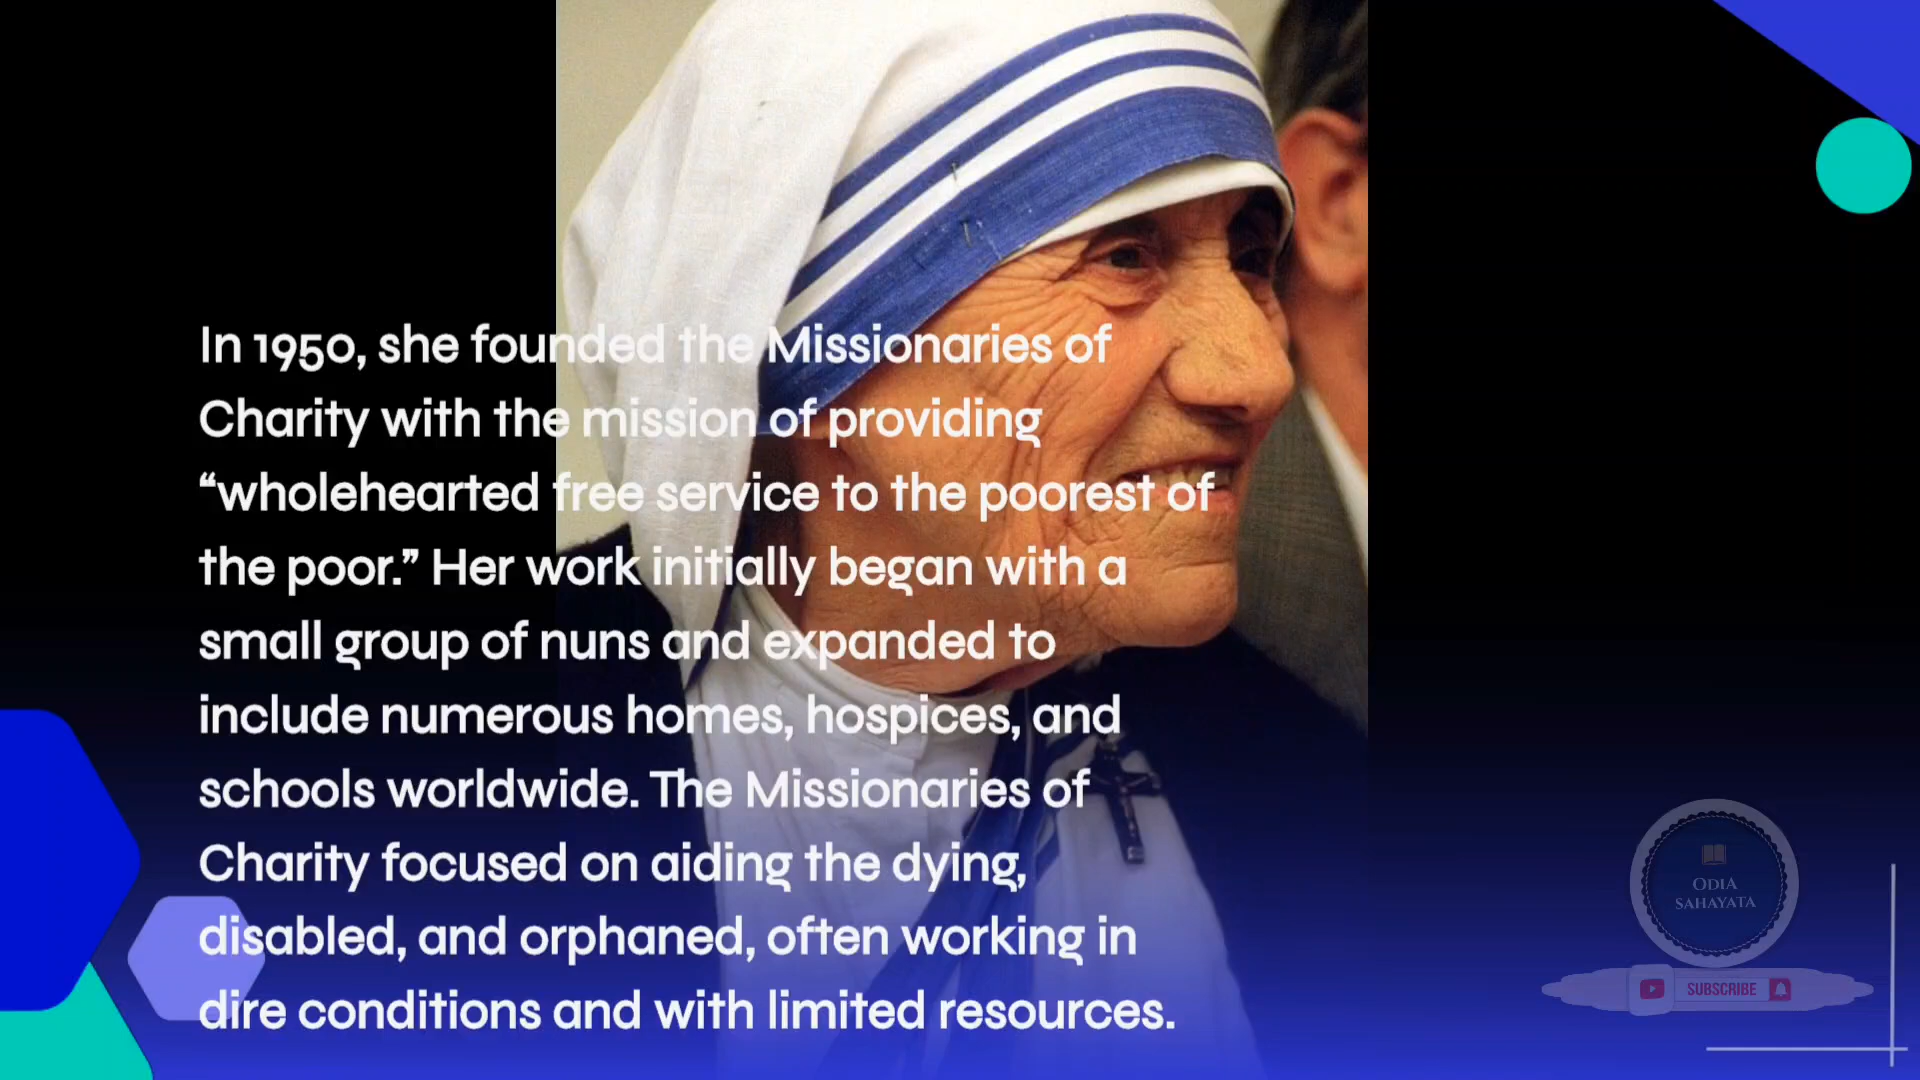 In 1950, she founded the Missionaries of
Charity with the mission of providing
“wholehearted free service to the poorest of
the poor.” Her work initially began with a
small group of nuns and expanded to
include numerous homes, hospices, and
schools worldwide. The Missionaries of
Charity focused on aiding the dying,
disabled, and orphaned, often working in
dire conditions and with limited resources.
ODIA
SAHAYATA
SUBSCRIBE